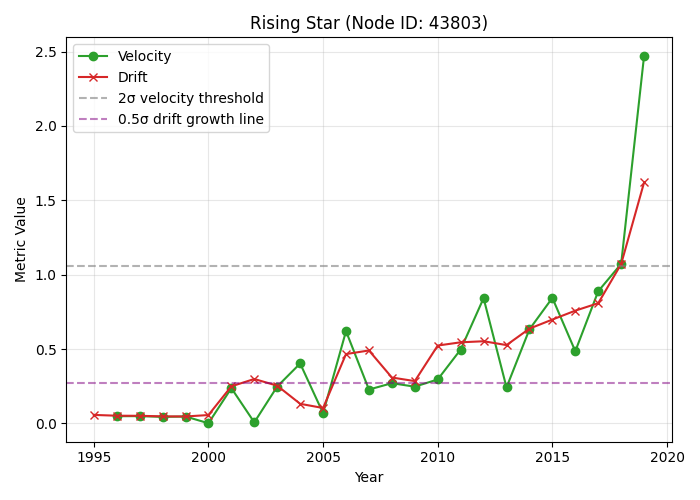 Rising Star (Node ID: 43803)
Velocity
Drift
2σ velocity threshold
0.5σ drift growth line
Metric Value
2.5
2.0
1.5
1.0
0.5
0.0
1995 2000 2005 2010 2015 2020
Year